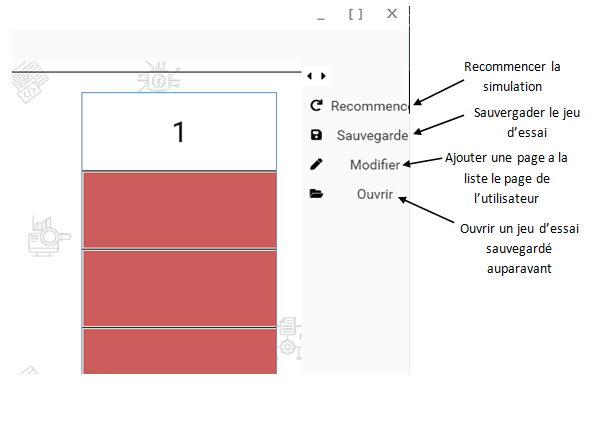 _ [ ] X
Recommencer la
simulation
Recommenc
Sauvergader le jeu
d'essai
1
Sauvegarde
Ajouter une page a la
liste le page de
l'utilisateur
Modifier
Ouvrir
Ouvrir un jeu d'essai
sauvegardé
auparavant